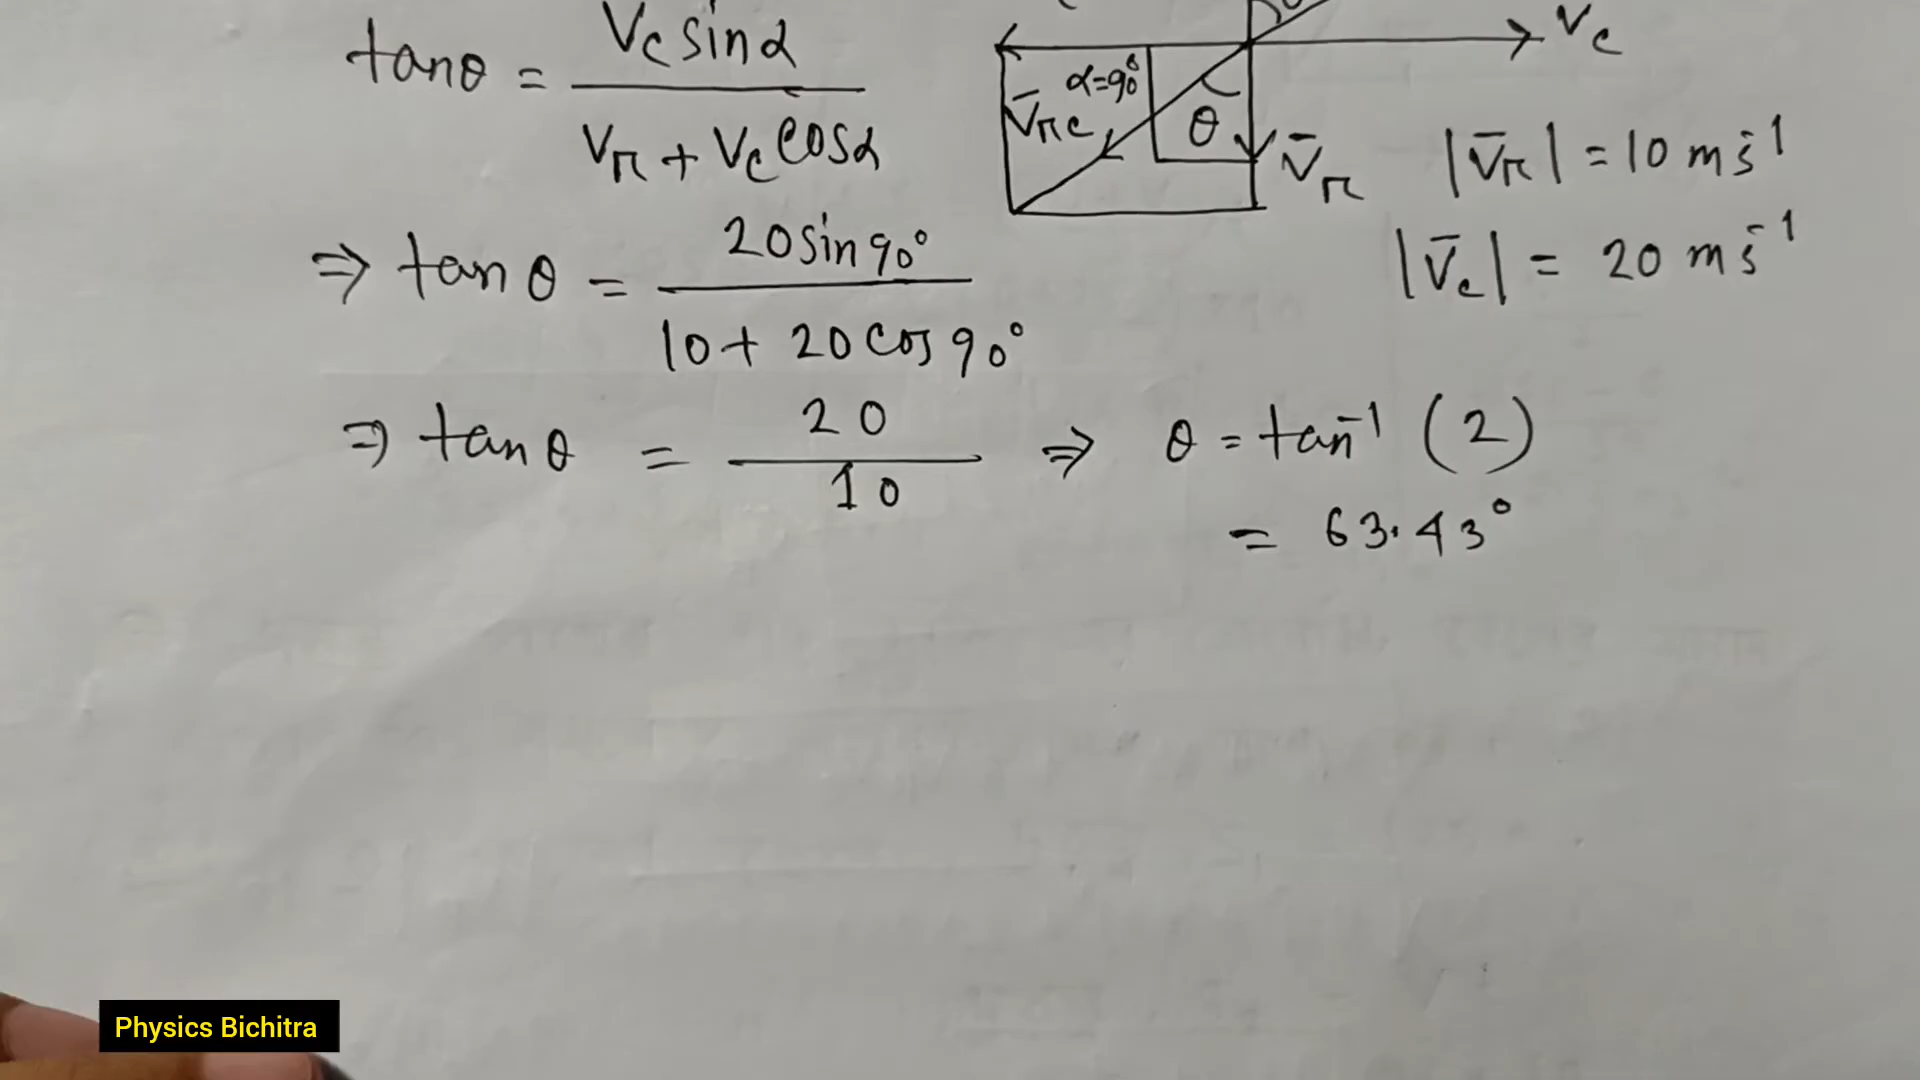 tanθ = Vc sinα / Vr + Vc cosα
Vc
α=90°
V̄rc
θ
V̄r
|V̄r| = 10 ms⁻¹
|V̄c| = 20 ms⁻¹
⇒ tanθ = 20 sin 90° / 10 + 20 cos 90°
⇒ tanθ = 20 / 10 ⇒ θ = tan⁻¹ (2)
= 63.43°
Physics Bichitra